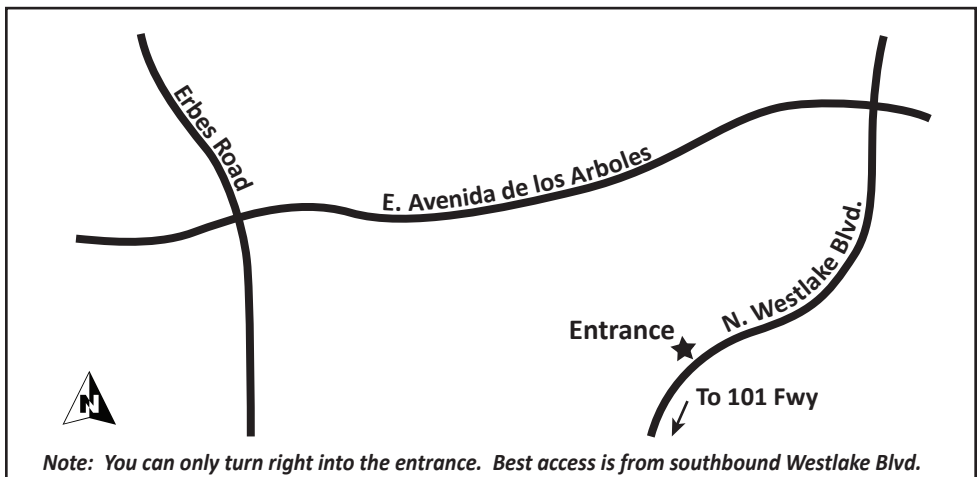 Erbes Road
E. Avenida de los Arboles
N. Westlake Blvd.
Entrance
To 101 Fwy
N
Note: You can only turn right into the entrance. Best access is from southbound Westlake Blvd.